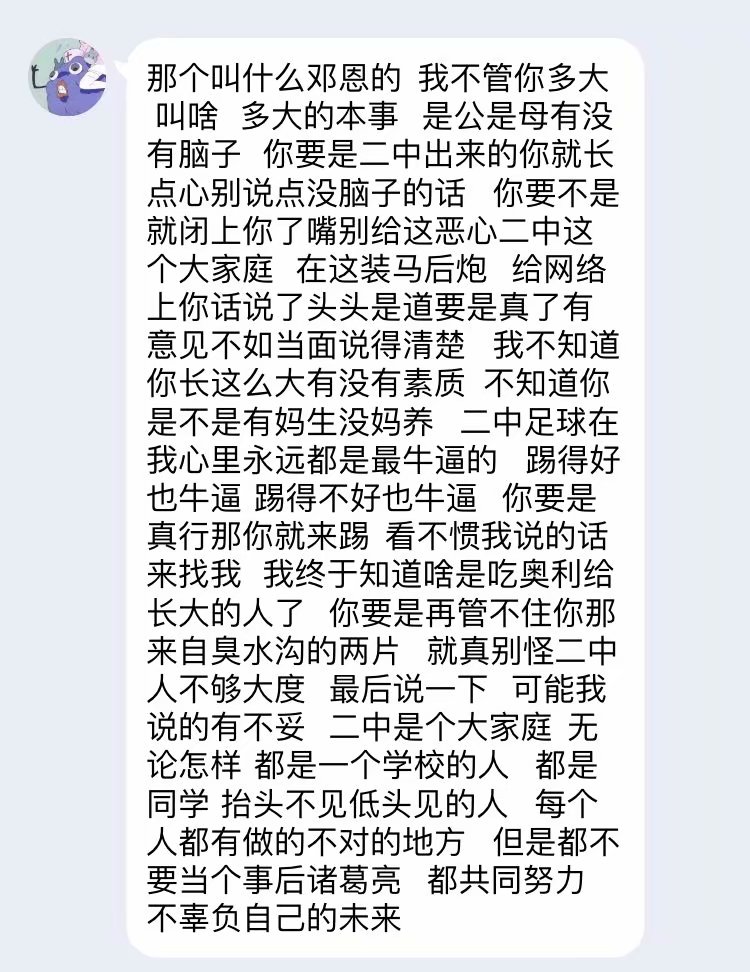 那个叫什么邓恩的 我不管你多大
叫啥 多大的本事 是公是母有没
有脑子 你要是二中出来的你就长
点心别说点没脑子的话 你要不是
就闭上你了嘴别给这恶心二中这
个大家庭 在这装马后炮 给网络
上你话说了头头是道要是真了有
意见不如当面说得清楚 我不知道
你长这么大有没有素质 不知道你
是不是有妈生没妈养 二中足球在
我心里永远都是最牛逼的 踢得好
也牛逼 踢得不好也牛逼 你要是
真行那你就来踢 看不惯我说的话
来找我 我终于知道啥是吃奥利给
长大的人了 你要是再管不住你那
来自臭水沟的两片 就真别怪二中
人不够大度 最后说一下 可能我
说的有不妥 二中是个大家庭 无
论怎样 都是一个学校的人 都是
同学 抬头不见低头见的人 每个
人都有做的不对的地方 但是都不
要当个事后诸葛亮 都共同努力
不辜负自己的未来